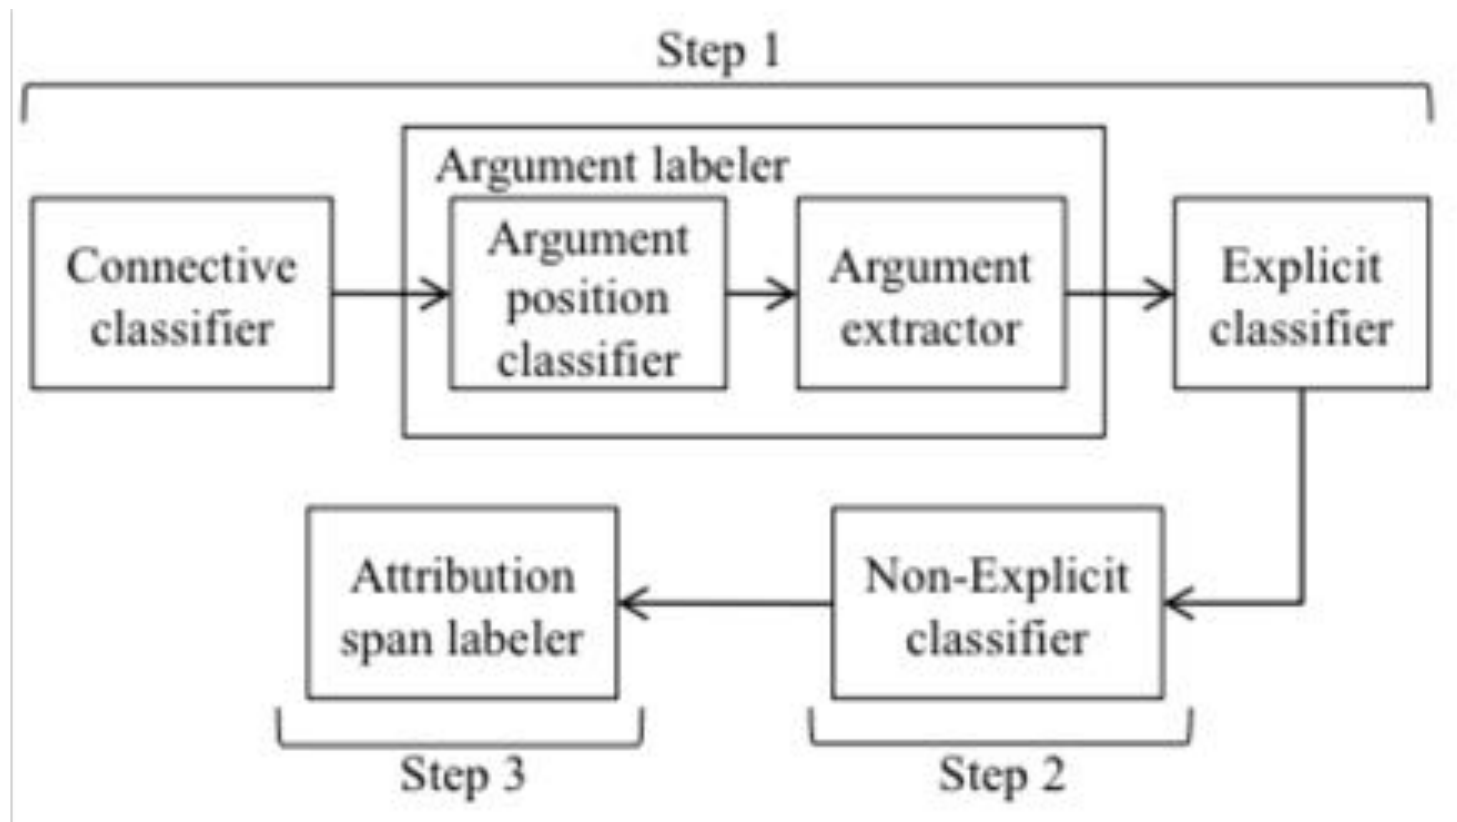 Step 1
Argument labeler
Connective
classifier
Argument
position
classifier
Argument
extractor
Explicit
classifier
Attribution
span labeler
Non-Explicit
classifier
Step 3
Step 2